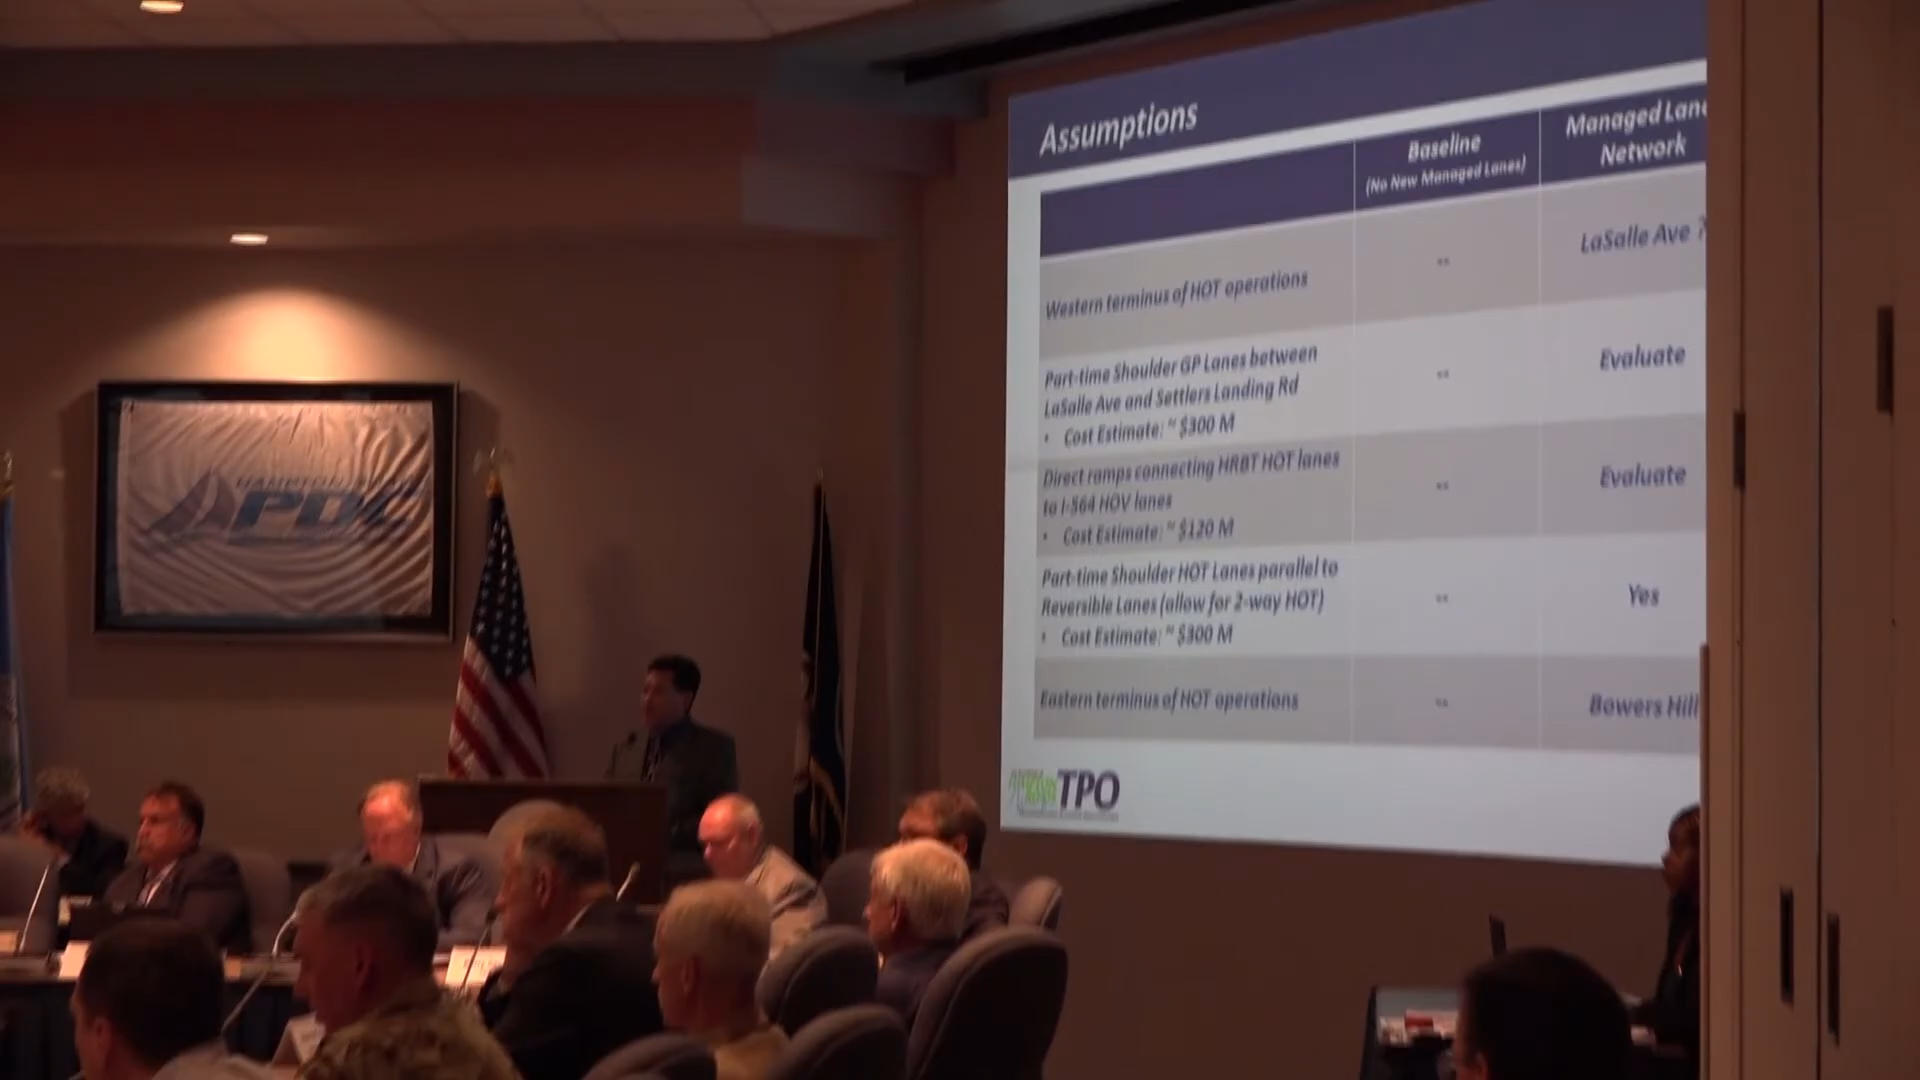 Assumptions
Baseline
(No New Managed Lanes)
Managed Lane
Network
Western terminus of HOT operations
--
LaSalle Ave
Part-time Shoulder GP Lanes between
LaSalle Ave and Settlers Landing Rd
• Cost Estimate: ~ $300 M
--
Evaluate
Direct ramps connecting HRBT HOT lanes
to I-564 HOV lanes
• Cost Estimate: ~ $120 M
--
Evaluate
Part-time Shoulder HOT Lanes parallel to
Reversible Lanes (allow for 2-way HOT)
• Cost Estimate: ~ $300 M
--
Yes
Eastern terminus of HOT operations
--
Bowers Hill
TPO
HAMPTON
PDC